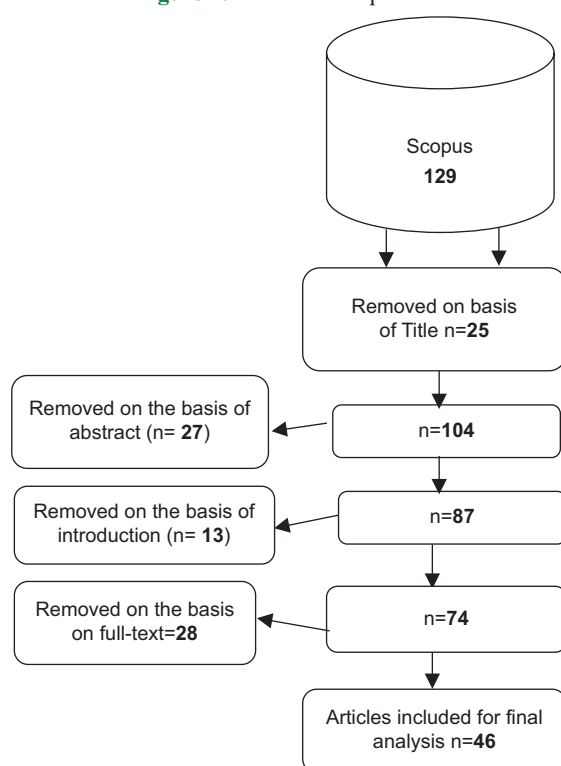 Scopus
129
Removed on basis
of Title n=25
Removed on the basis of
abstract (n= 27)
n=104
Removed on the basis of
introduction (n= 13)
n=87
Removed on the basis
on full-text=28
n=74
Articles included for final
analysis n=46